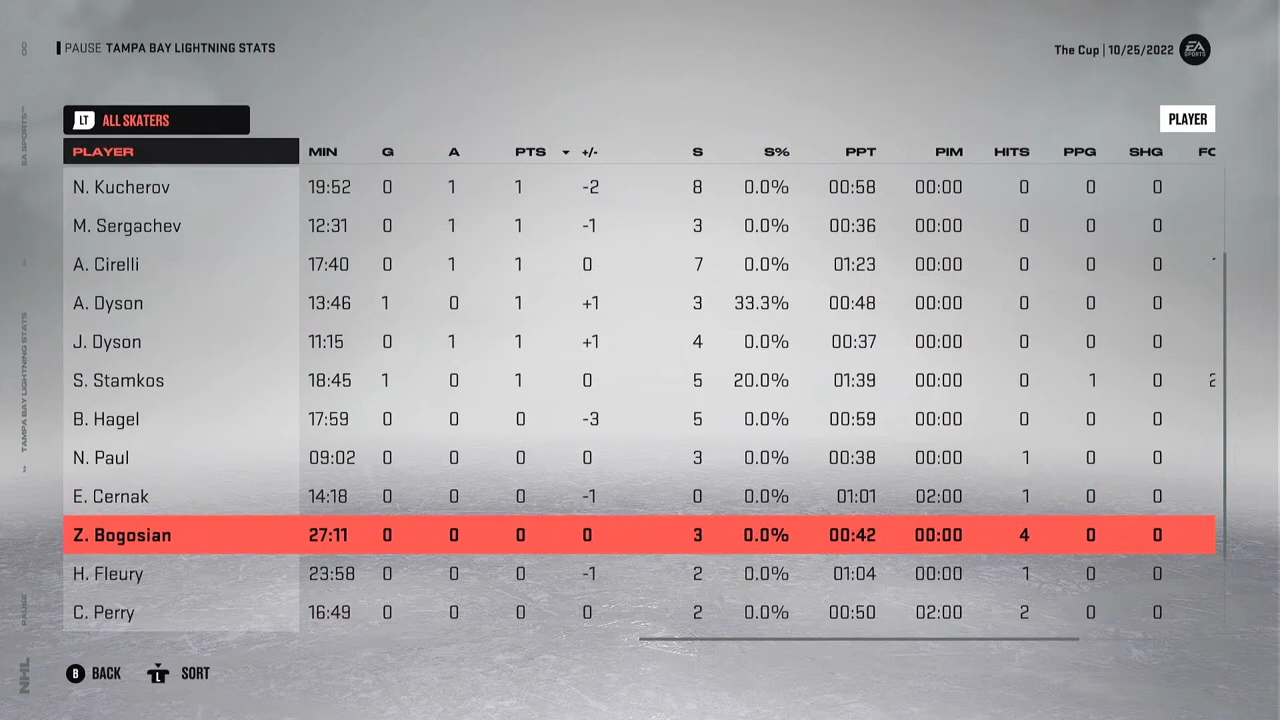 PAUSE TAMPA BAY LIGHTNING STATS
The Cup | 10/25/2022
EA SPORTS
LT ALL SKATERS
PLAYER
PLAYER MIN G A PTS +/- S S% PPT PIM HITS PPG SHG
N. Kucherov 19:52 0 1 1 -2 8 0.0% 00:58 00:00 0 0 0
M. Sergachev 12:31 0 1 1 -1 3 0.0% 00:36 00:00 0 0 0
A. Cirelli 17:40 0 1 1 0 7 0.0% 01:23 00:00 0 0 0
A. Dyson 13:46 1 0 1 +1 3 33.3% 00:48 00:00 0 0 0
J. Dyson 11:15 0 1 1 +1 4 0.0% 00:37 00:00 0 0 0
S. Stamkos 18:45 1 0 1 0 5 20.0% 01:39 00:00 0 1 0
B. Hagel 17:59 0 0 0 -3 5 0.0% 00:59 00:00 0 0 0
N. Paul 09:02 0 0 0 0 3 0.0% 00:38 00:00 1 0 0
E. Cernak 14:18 0 0 0 -1 0 0.0% 01:01 02:00 1 0 0
Z. Bogosian 27:11 0 0 0 0 3 0.0% 00:42 00:00 4 0 0
H. Fleury 23:58 0 0 0 -1 2 0.0% 01:04 00:00 1 0 0
C. Perry 16:49 0 0 0 0 2 0.0% 00:50 02:00 2 0 0
B BACK L SORT
NHL
PAUSE
TAMPA BAY LIGHTNING STATS
EA SPORTS™